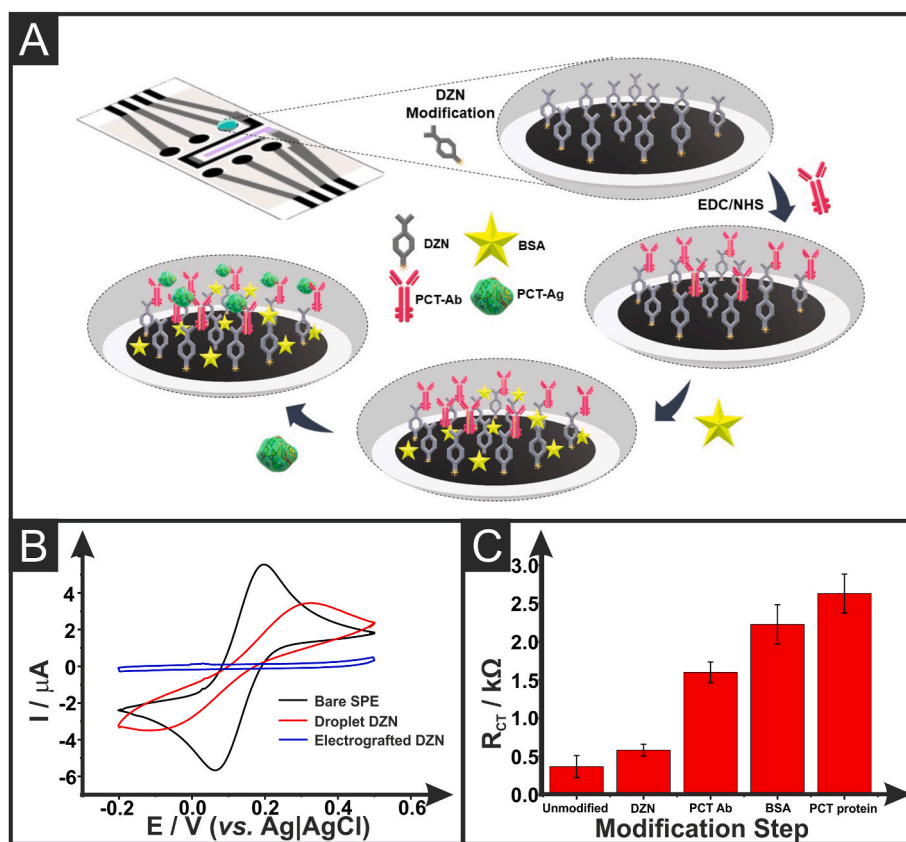 A
DZN
Modification
EDC/NHS
DZN
BSA
PCT-Ab
PCT-Ag
B
I / µA
4
2
0
-2
-4
-6
Bare SPE
Droplet DZN
Electrografted DZN
-0.2 0.0 0.2 0.4 0.6
E / V (vs. Ag|AgCl)
C
R_CT / kΩ
3.0
2.5
2.0
1.5
1.0
0.5
0.0
Unmodified DZN PCT Ab BSA PCT protein
Modification Step